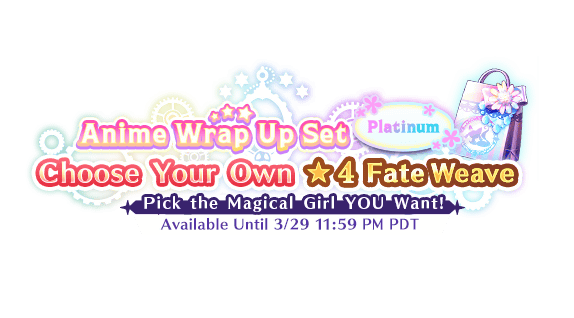 Anime Wrap Up Set Platinum
Choose Your Own ★4 Fate Weave
Pick the Magical Girl YOU Want!
Available Until 3/29 11:59 PM PDT